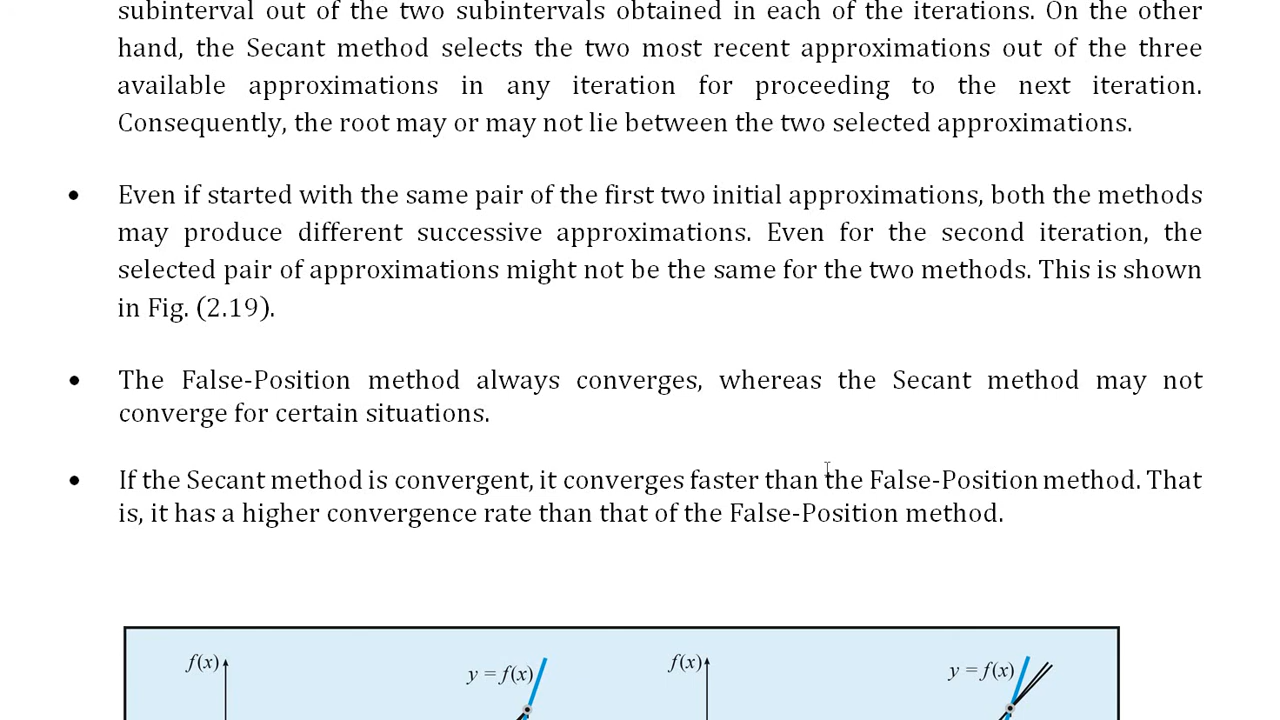 subinterval out of the two subintervals obtained in each of the iterations. On the other
hand, the Secant method selects the two most recent approximations out of the three
available approximations in any iteration for proceeding to the next iteration.
Consequently, the root may or may not lie between the two selected approximations.
• Even if started with the same pair of the first two initial approximations, both the methods
may produce different successive approximations. Even for the second iteration, the
selected pair of approximations might not be the same for the two methods. This is shown
in Fig. (2.19).
• The False-Position method always converges, whereas the Secant method may not
converge for certain situations.
• If the Secant method is convergent, it converges faster than the False-Position method. That
is, it has a higher convergence rate than that of the False-Position method.
f(x) y = f(x) f(x) y = f(x)